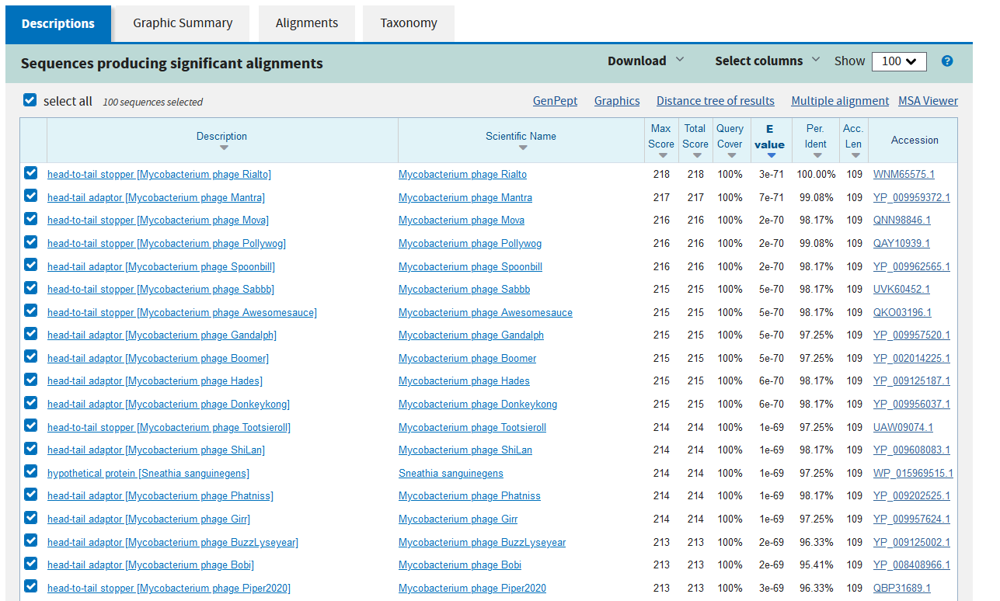 Descriptions Graphic Summary Alignments Taxonomy
Sequences producing significant alignments Download Select columns Show 100 ?
select all 100 sequences selected GenPept Graphics Distance tree of results Multiple alignment MSA Viewer
Description Scientific Name Max Score Total Score Query Cover E value Per. Ident Acc. Len Accession
head-to-tail stopper [Mycobacterium phage Rialto] Mycobacterium phage Rialto 218 218 100% 3e-71 100.00% 109 WNM65575.1
head-tail adaptor [Mycobacterium phage Mantra] Mycobacterium phage Mantra 217 217 100% 7e-71 99.08% 109 YP_009959372.1
head-to-tail stopper [Mycobacterium phage Mova] Mycobacterium phage Mova 216 216 100% 2e-70 98.17% 109 QNN98846.1
head-to-tail stopper [Mycobacterium phage Pollywog] Mycobacterium phage Pollywog 216 216 100% 2e-70 99.08% 109 QAY10939.1
head-tail adaptor [Mycobacterium phage Spoonbill] Mycobacterium phage Spoonbill 216 216 100% 2e-70 98.17% 109 YP_009962565.1
head-to-tail stopper [Mycobacterium phage Sabbb] Mycobacterium phage Sabbb 215 215 100% 5e-70 98.17% 109 UVK60452.1
head-to-tail stopper [Mycobacterium phage Awesomesauce] Mycobacterium phage Awesomesauce 215 215 100% 5e-70 98.17% 109 QKO03196.1
head-tail adaptor [Mycobacterium phage Gandalph] Mycobacterium phage Gandalph 215 215 100% 5e-70 97.25% 109 YP_009957520.1
head-tail adaptor [Mycobacterium phage Boomer] Mycobacterium phage Boomer 215 215 100% 5e-70 97.25% 109 YP_002014225.1
head-tail adaptor [Mycobacterium phage Hades] Mycobacterium phage Hades 215 215 100% 6e-70 98.17% 109 YP_009125187.1
head-tail adaptor [Mycobacterium phage Donkeykong] Mycobacterium phage Donkeykong 215 215 100% 6e-70 98.17% 109 YP_009956037.1
head-to-tail stopper [Mycobacterium phage Tootsieroll] Mycobacterium phage Tootsieroll 214 214 100% 1e-69 97.25% 109 UAW09074.1
head-tail adaptor [Mycobacterium phage ShiLan] Mycobacterium phage ShiLan 214 214 100% 1e-69 98.17% 109 YP_009608083.1
hypothetical protein [Sneathia sanguinegens] Sneathia sanguinegens 214 214 100% 1e-69 97.25% 109 WP_015969515.1
head-tail adaptor [Mycobacterium phage Phatniss] Mycobacterium phage Phatniss 214 214 100% 1e-69 98.17% 109 YP_009202525.1
head-tail adaptor [Mycobacterium phage Girr] Mycobacterium phage Girr 214 214 100% 1e-69 97.25% 109 YP_009957624.1
head-tail adaptor [Mycobacterium phage BuzzLyseyear] Mycobacterium phage BuzzLyseyear 213 213 100% 2e-69 96.33% 109 YP_009125002.1
head-tail adaptor [Mycobacterium phage Bobi] Mycobacterium phage Bobi 213 213 100% 2e-69 95.41% 109 YP_008408966.1
head-to-tail stopper [Mycobacterium phage Piper2020] Mycobacterium phage Piper2020 213 213 100% 3e-69 96.33% 109 QBP31689.1